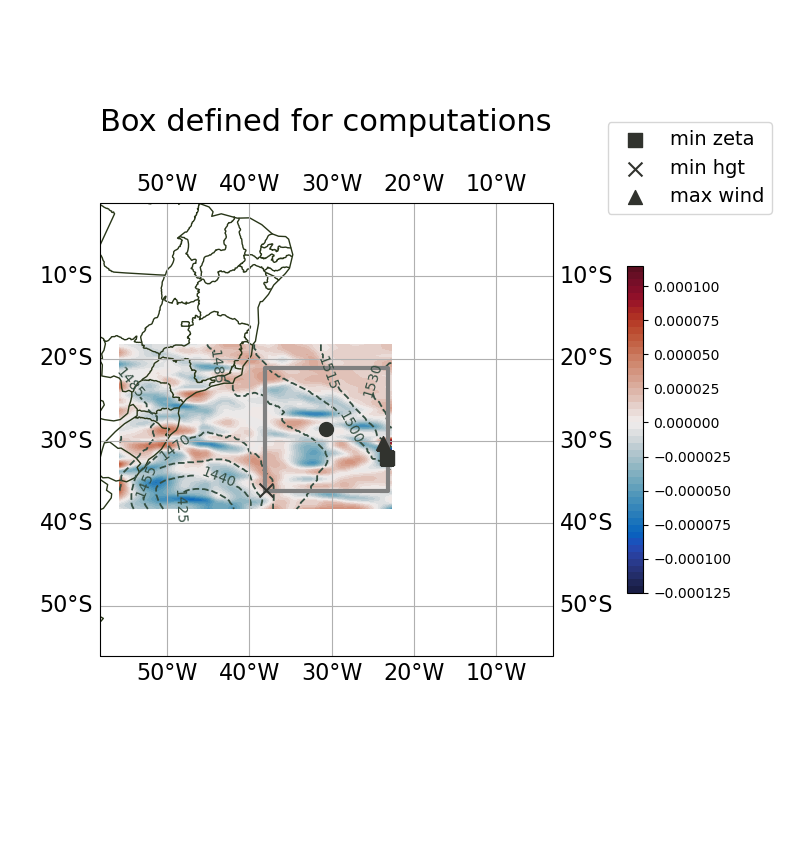 Box defined for computations
min zeta
min hgt
max wind
50°W 40°W 30°W 20°W 10°W
10°S 10°S
20°S 20°S
30°S 30°S
40°S 40°S
50°S 50°S
50°W 40°W 30°W 20°W 10°W
1485
1485
1515
1530
1500
1470
1455
1440
1425
0.000100
0.000075
0.000050
0.000025
0.000000
−0.000025
−0.000050
−0.000075
−0.000100
−0.000125